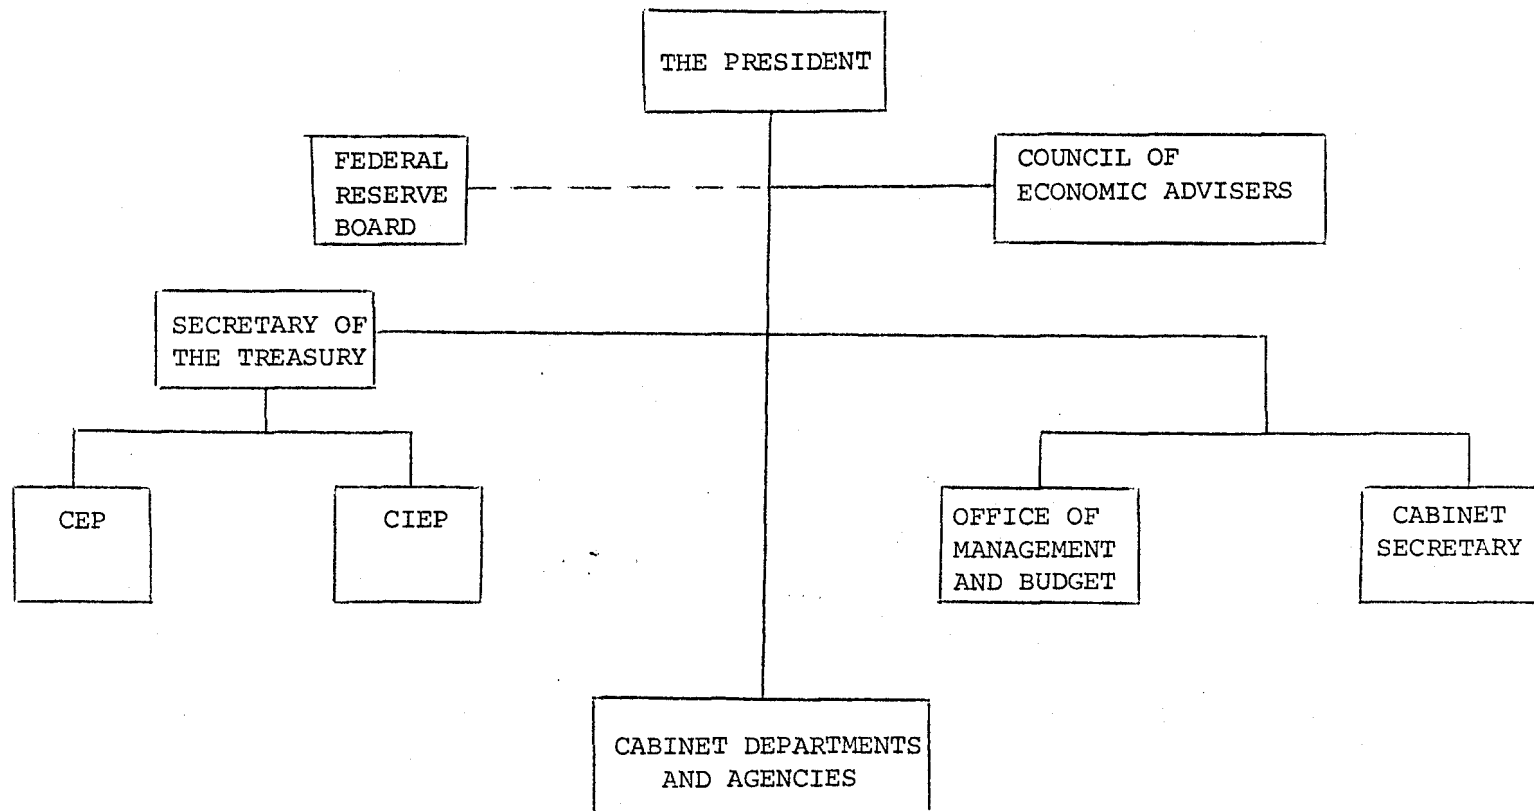 THE PRESIDENT
FEDERAL
RESERVE
BOARD
COUNCIL OF
ECONOMIC ADVISERS
SECRETARY OF
THE TREASURY
CEP
CIEP
OFFICE OF
MANAGEMENT
AND BUDGET
CABINET
SECRETARY
CABINET DEPARTMENTS
AND AGENCIES